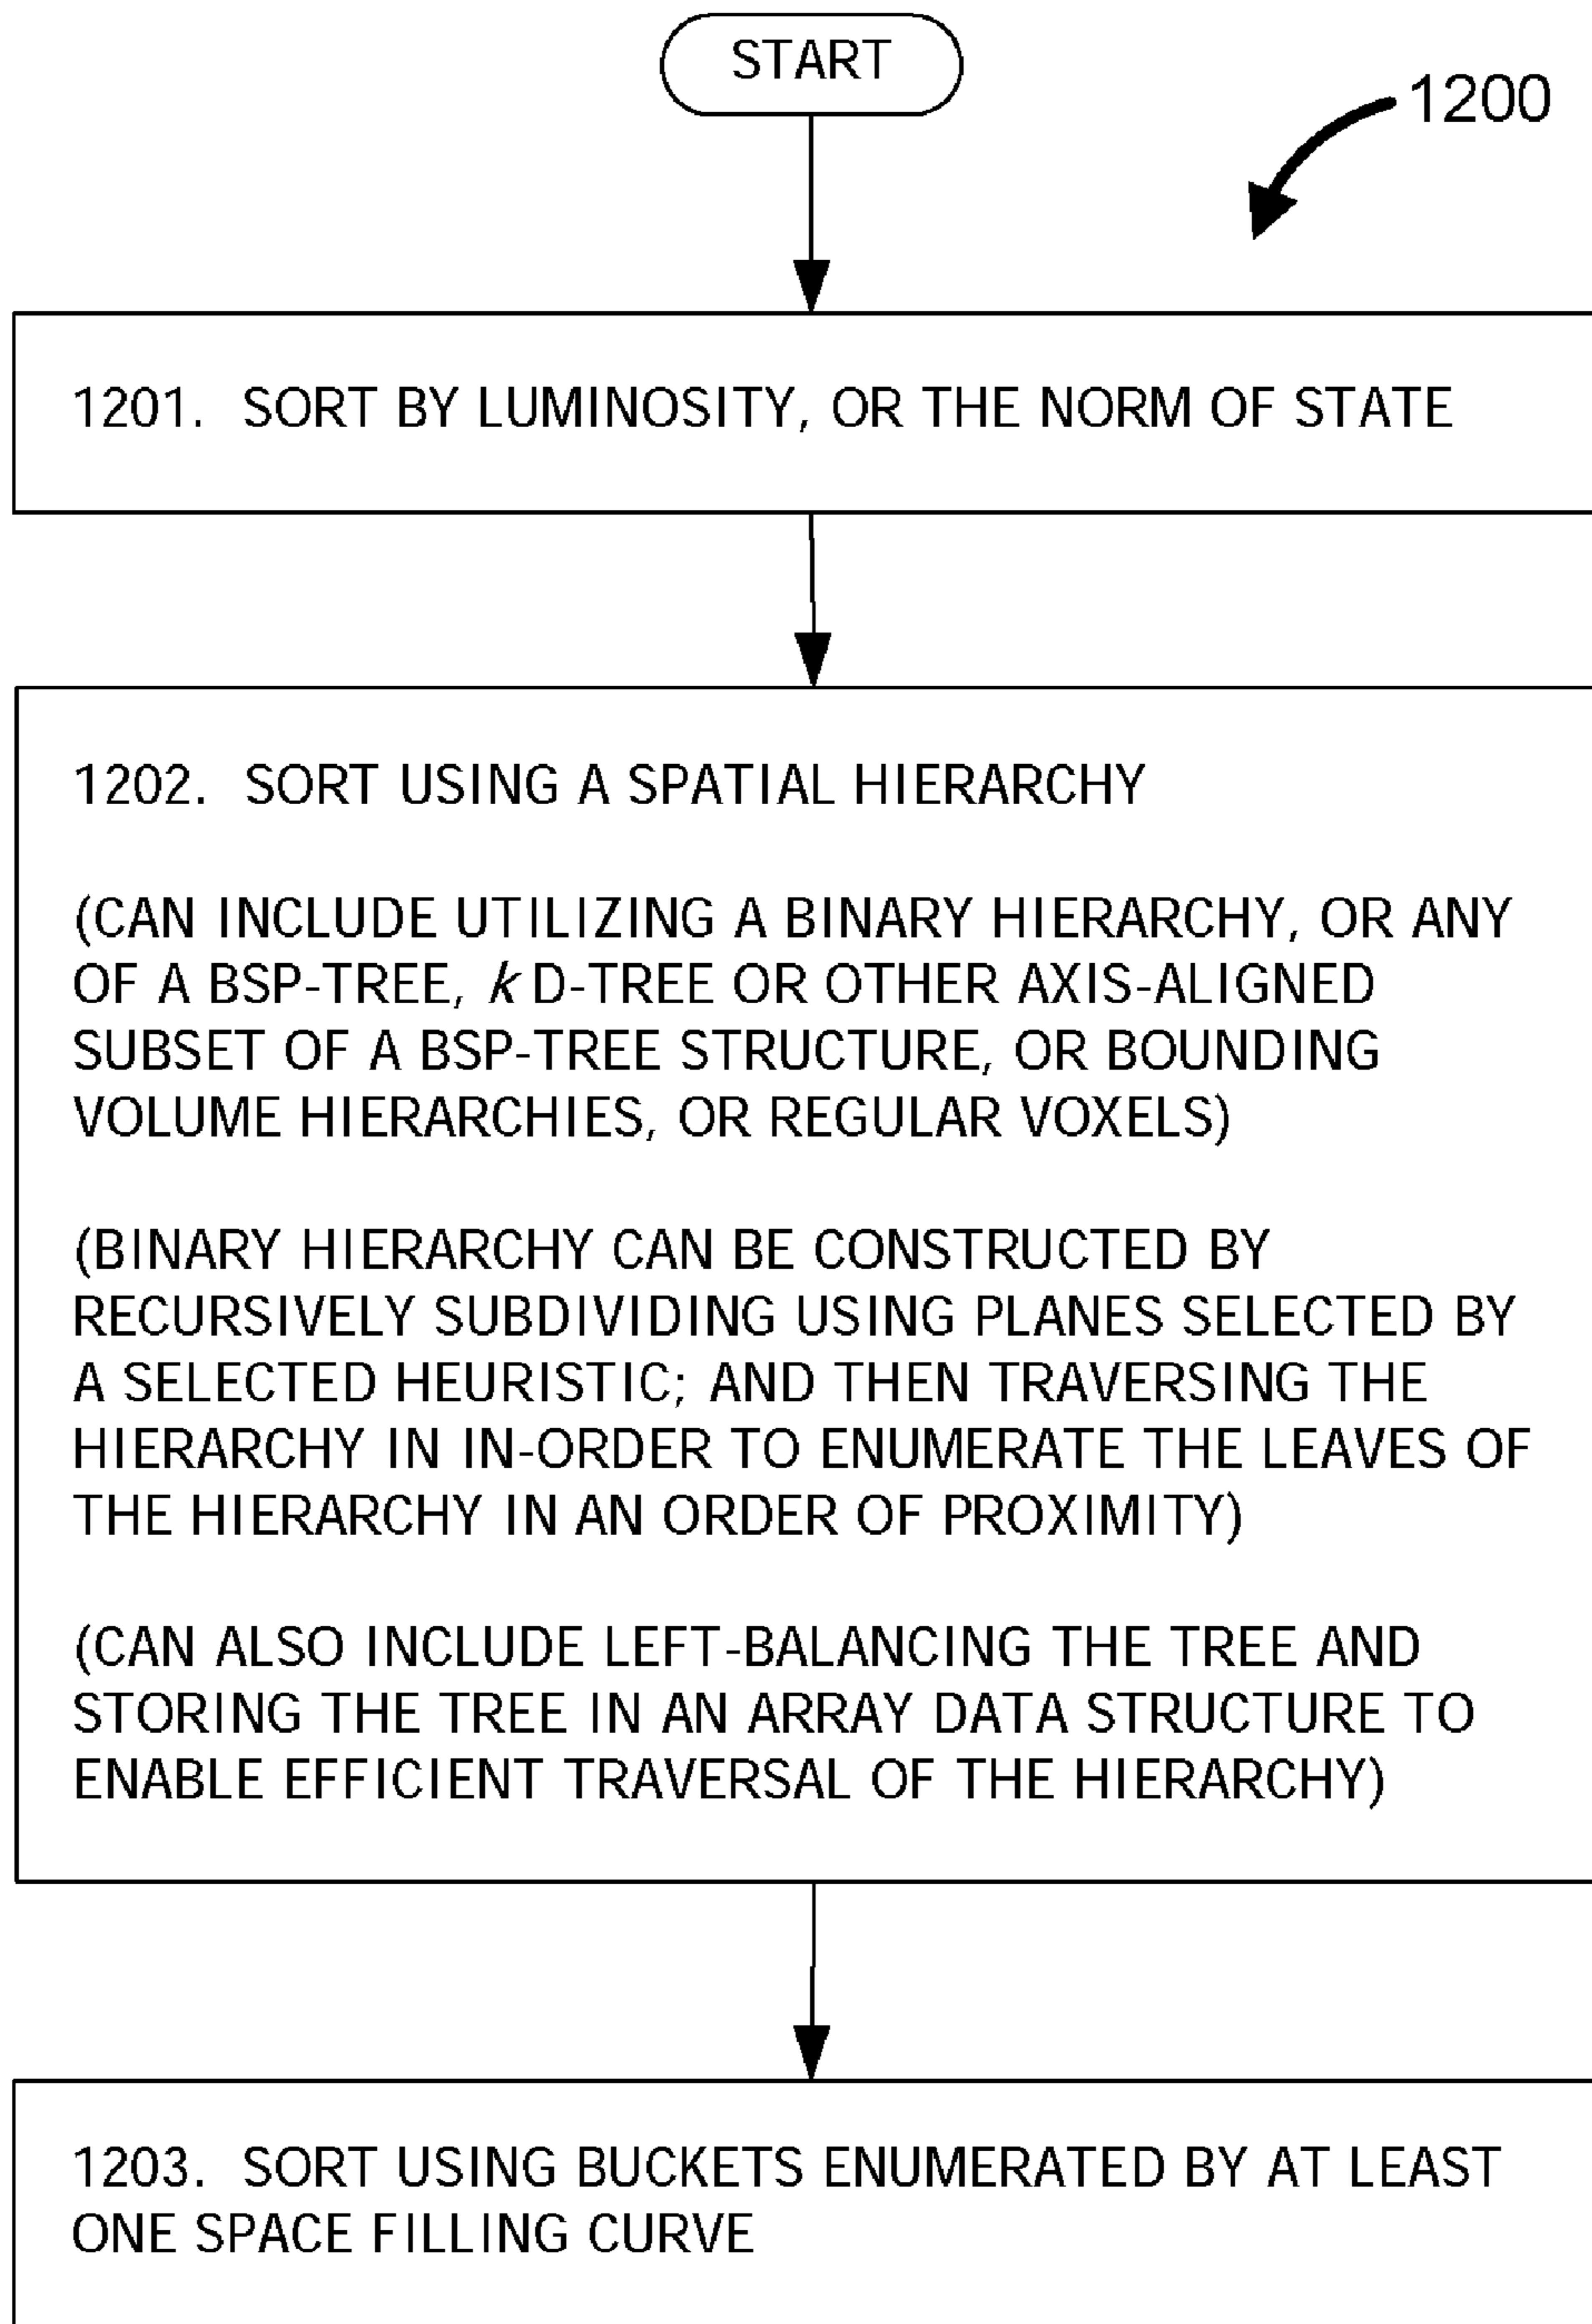 START
1200
1201. SORT BY LUMINOSITY, OR THE NORM OF STATE
1202. SORT USING A SPATIAL HIERARCHY
(CAN INCLUDE UTILIZING A BINARY HIERARCHY, OR ANY
OF A BSP-TREE, k D-TREE OR OTHER AXIS-ALIGNED
SUBSET OF A BSP-TREE STRUCTURE, OR BOUNDING
VOLUME HIERARCHIES, OR REGULAR VOXELS)
(BINARY HIERARCHY CAN BE CONSTRUCTED BY
RECURSIVELY SUBDIVIDING USING PLANES SELECTED BY
A SELECTED HEURISTIC; AND THEN TRAVERSING THE
HIERARCHY IN IN-ORDER TO ENUMERATE THE LEAVES OF
THE HIERARCHY IN AN ORDER OF PROXIMITY)
(CAN ALSO INCLUDE LEFT-BALANCING THE TREE AND
STORING THE TREE IN AN ARRAY DATA STRUCTURE TO
ENABLE EFFICIENT TRAVERSAL OF THE HIERARCHY)
1203. SORT USING BUCKETS ENUMERATED BY AT LEAST
ONE SPACE FILLING CURVE